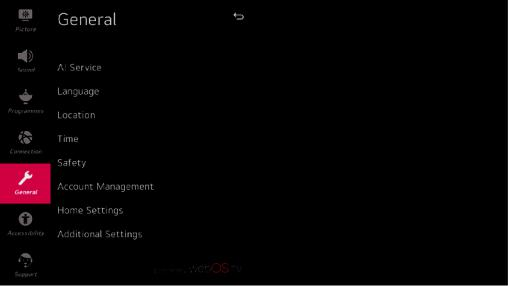 Picture
General
Sound
AI Service
Language
Programmes
Location
Time
Connection
Safety
General
Account Management
Home Settings
Accessibility
Additional Settings
Support
webOS TV